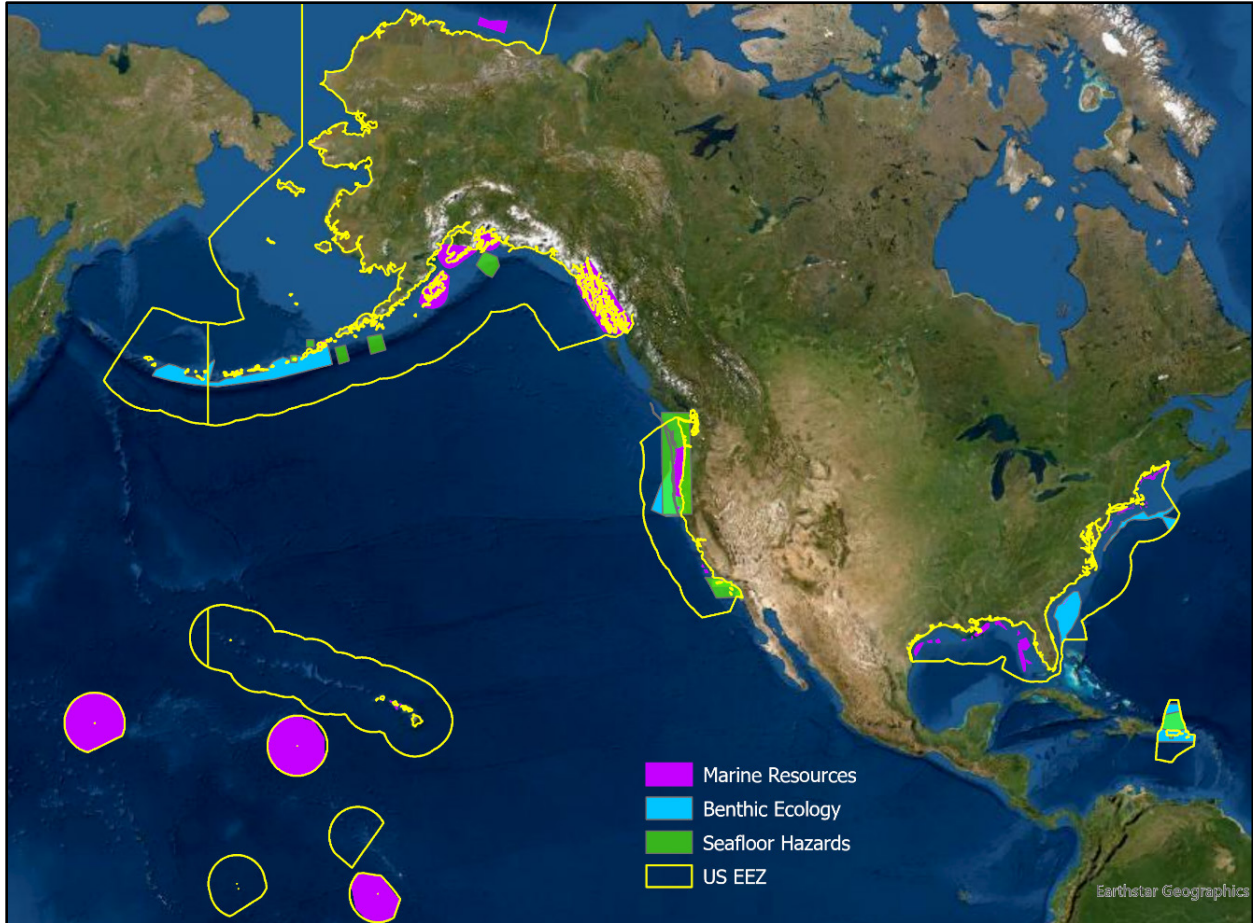 Marine Resources
Benthic Ecology
Seafloor Hazards
US EEZ
Earthstar Geographics